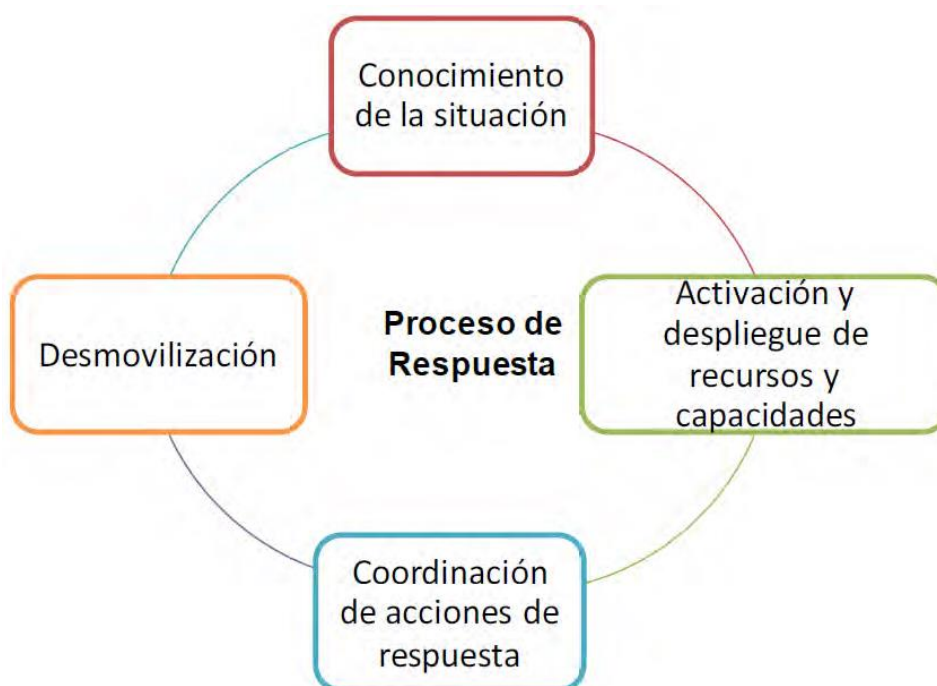 Conocimiento
de la situación
Activación y
despliegue de
recursos y
capacidades
Proceso de
Respuesta
Desmovilización
Coordinación
de acciones de
respuesta